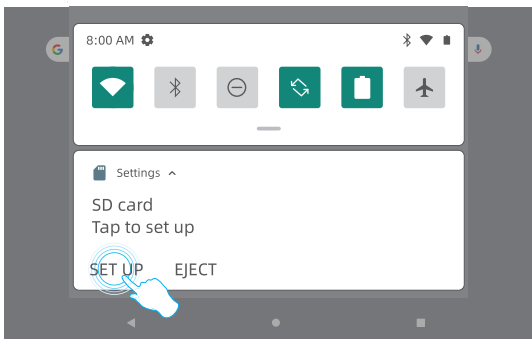 8:00 AM
Settings
SD card
Tap to set up
SET UP EJECT